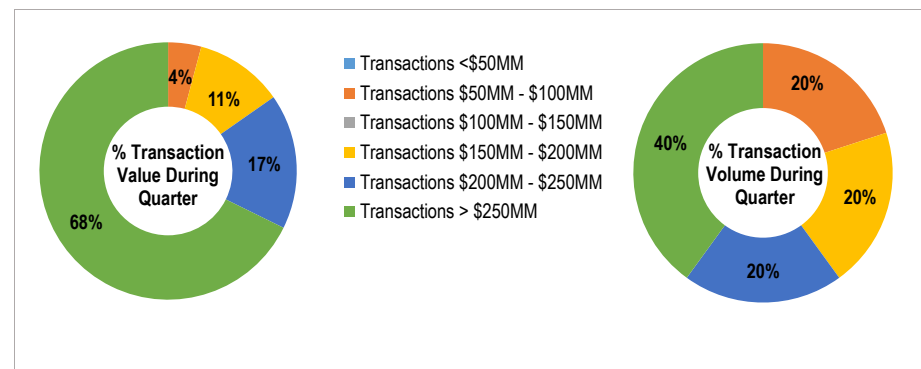 4%
11%
17%
68%
% Transaction
Value During
Quarter
Transactions <$50MM
Transactions $50MM - $100MM
Transactions $100MM - $150MM
Transactions $150MM - $200MM
Transactions $200MM - $250MM
Transactions > $250MM
20%
20%
20%
40%
% Transaction
Volume During
Quarter